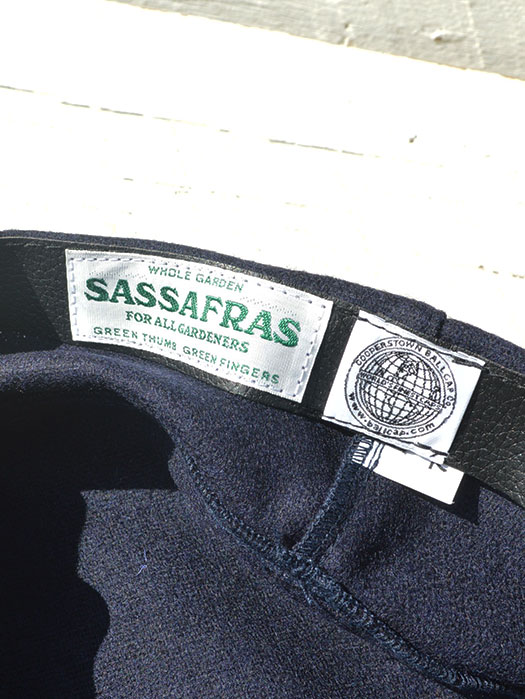 WHOLE GARDEN
SASSAFRAS
FOR ALL GARDENERS
GREEN THUMB GREEN FINGERS
COOPERSTOWN BALL CAP CO.
www.ballcap.com